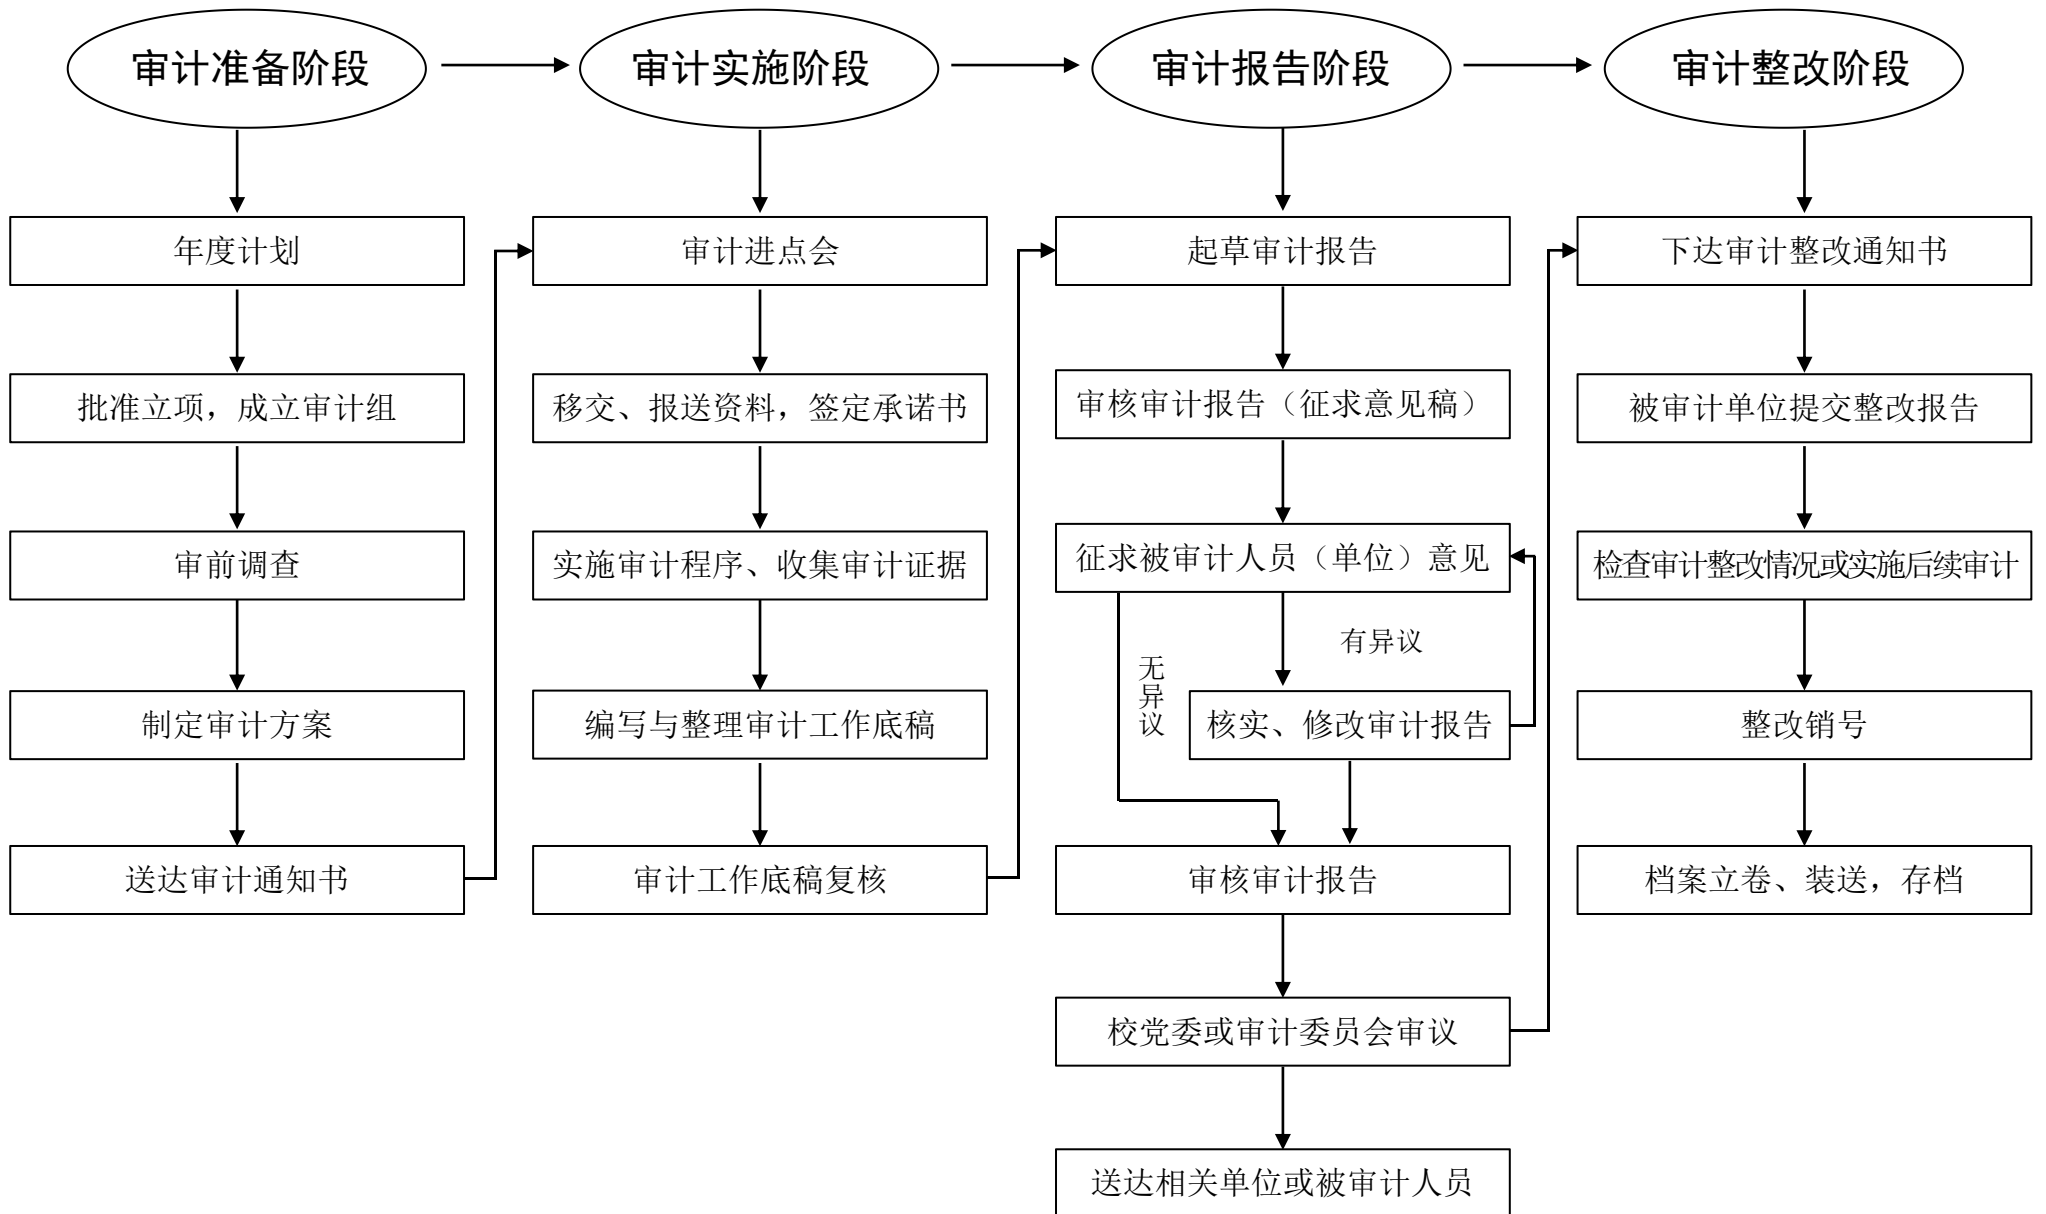 审计准备阶段
审计实施阶段
审计报告阶段
审计整改阶段
年度计划
批准立项，成立审计组
审前调查
制定审计方案
送达审计通知书
审计进点会
移交、报送资料，签定承诺书
实施审计程序、收集审计证据
编写与整理审计工作底稿
审计工作底稿复核
起草审计报告
审核审计报告（征求意见稿）
征求被审计人员（单位）意见
有异议
无异议
核实、修改审计报告
审核审计报告
校党委或审计委员会审议
送达相关单位或被审计人员
下达审计整改通知书
被审计单位提交整改报告
检查审计整改情况或实施后续审计
整改销号
档案立卷、装送，存档